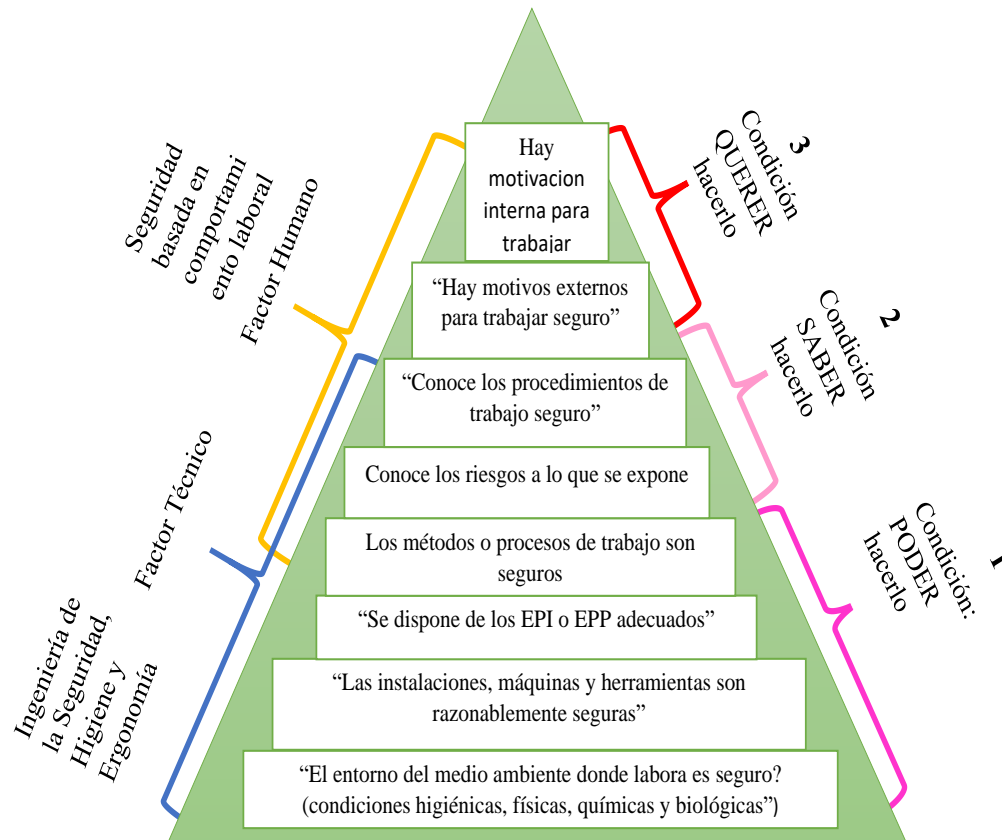 Hay
motivacion
interna para
trabajar
“Hay motivos externos
para trabajar seguro”
“Conoce los procedimientos de
trabajo seguro”
Conoce los riesgos a lo que se expone
Los métodos o procesos de trabajo son
seguros
“Se dispone de los EPI o EPP adecuados”
“Las instalaciones, máquinas y herramientas son
razonablemente seguras”
“El entorno del medio ambiente donde labora es seguro?
(condiciones higiénicas, físicas, químicas y biológicas”)
Seguridad
basada en
comportami
ento laboral
Factor Humano
Factor Técnico
Ingeniería de
la Seguridad,
Higiene y
Ergonomía
3
Condición
QUERER
hacerlo
2
Condición
SABER
hacerlo
Condición:
PODER
hacerlo